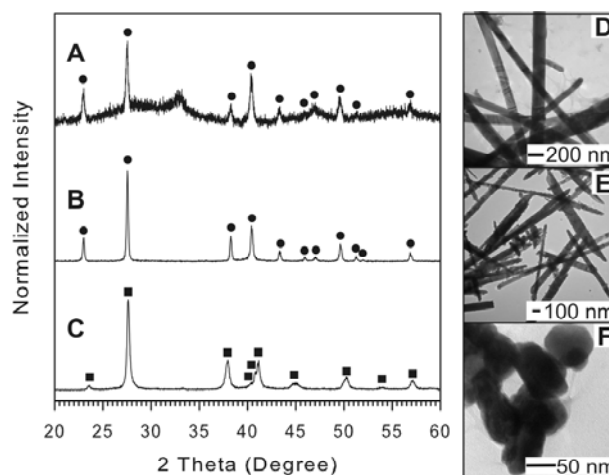 A
B
C
Normalized Intensity
20 25 30 35 40 45 50 55 60
2 Theta (Degree)
D
200 nm
E
100 nm
F
50 nm